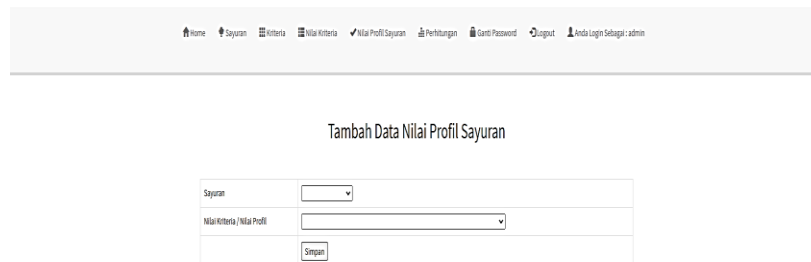 Home Sayuran Kriteria Nilai Kriteria Nilai Profil Sayuran Perhitungan Ganti Password Logout Anda Login Sebagai : admin
Tambah Data Nilai Profil Sayuran
Sayuran
Nilai Kriteria / Nilai Profil
Simpan